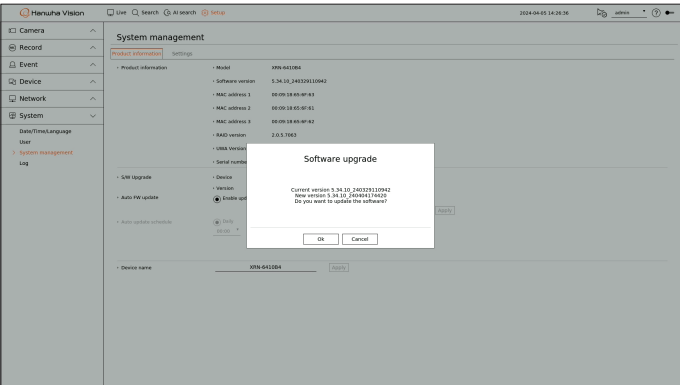 Hanwha Vision
Live Search AI search Setup
2024-04-05 14:26:36 admin ?
Camera
Record
Event
Device
Network
System
Date/Time/Language
User
System management
Log
System management
Product information Settings
Product information
Model XRN-6410B4
Software version 5.34.10_240329110942
MAC address 1 00:09:18:65:6F:63
MAC address 2 00:09:18:65:6F:61
MAC address 3 00:09:18:65:6F:62
RAID version 2.0.5.7063
UWA Version
Serial numbe
S/W Upgrade
Device
Version
Auto FW update
Enable upd
Apply
Auto update schedule
Daily
00:00
Device name XRN-6410B4 Apply
Software upgrade
Current version 5.34.10_240329110942
New version 5.34.10_240404174420
Do you want to update the software?
Ok Cancel